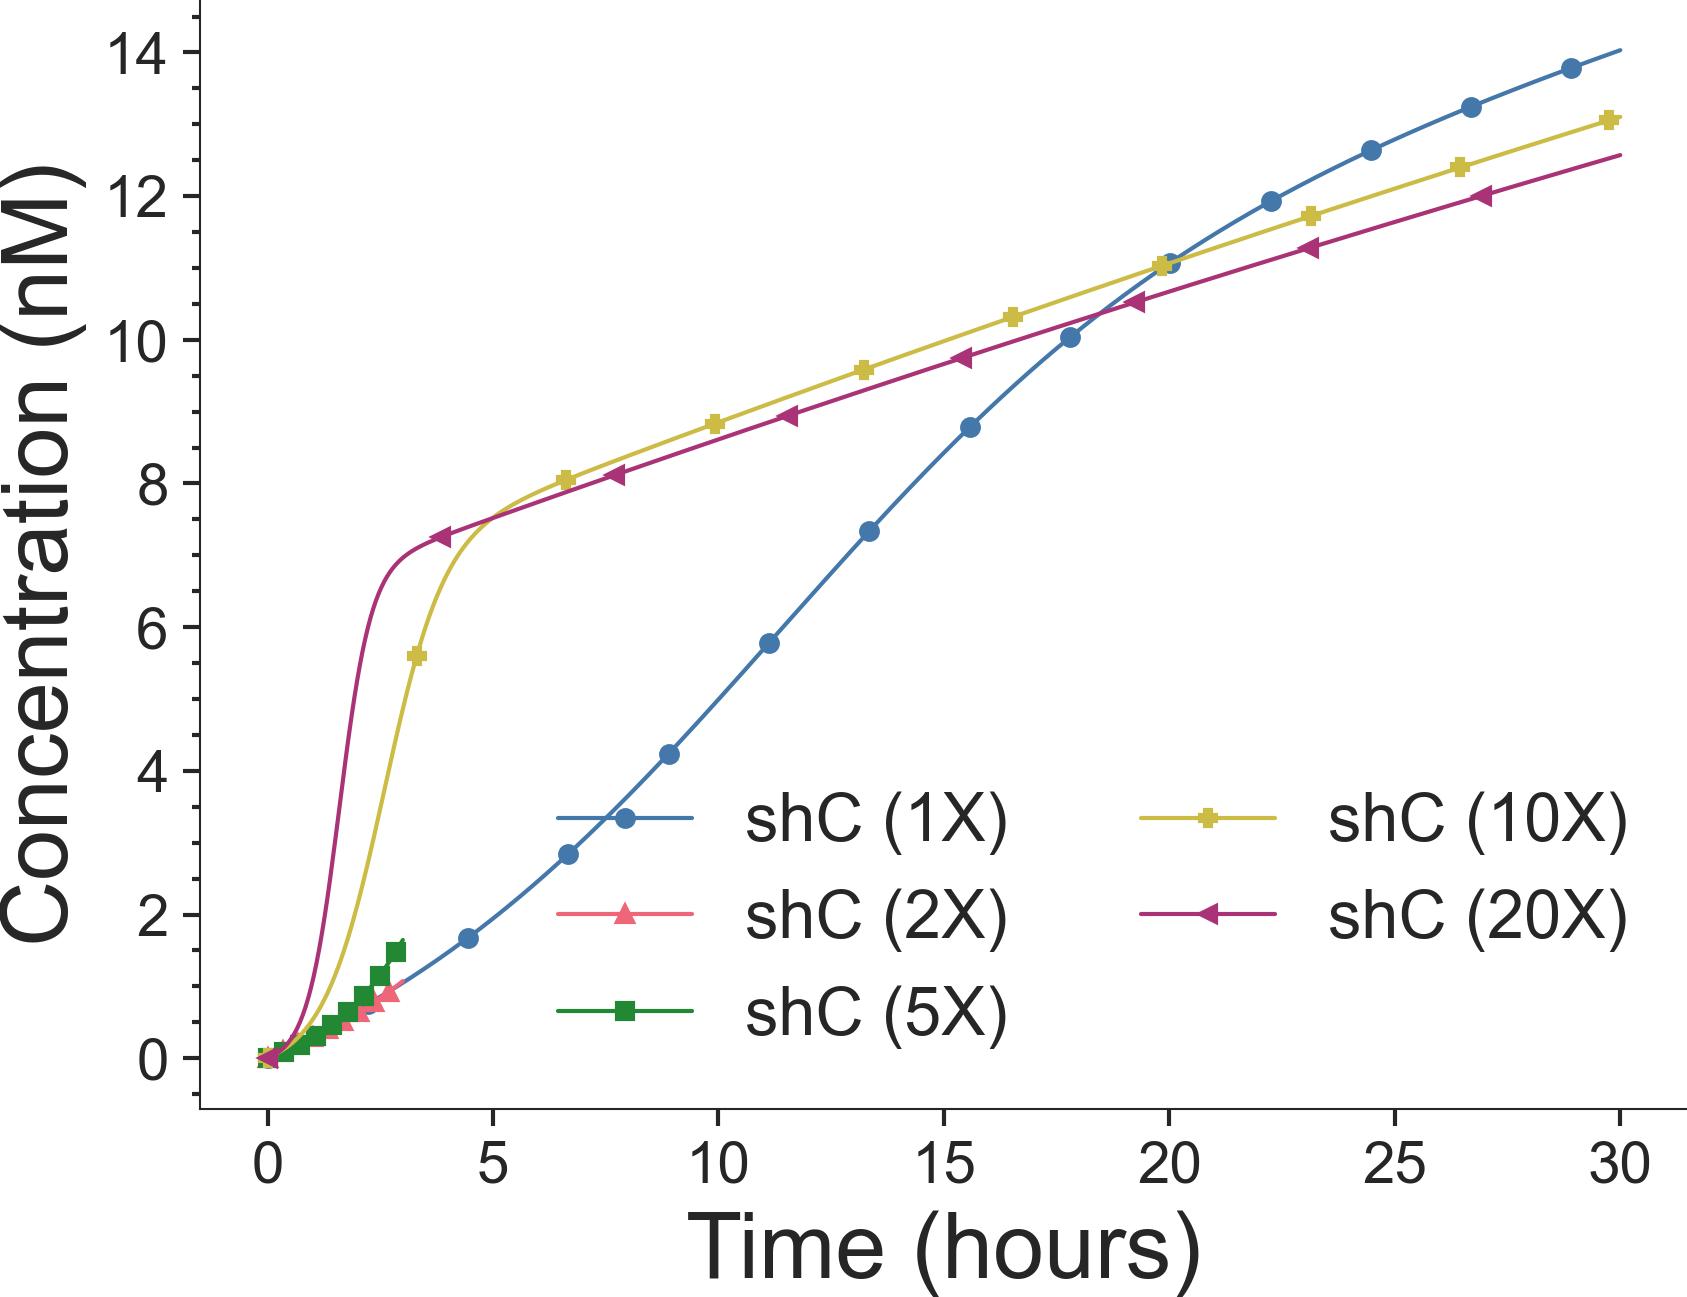 Concentration (nM)
14
12
10
8
6
4
2
0
shC (1X)
shC (2X)
shC (5X)
shC (10X)
shC (20X)
0 5 10 15 20 25 30
Time (hours)